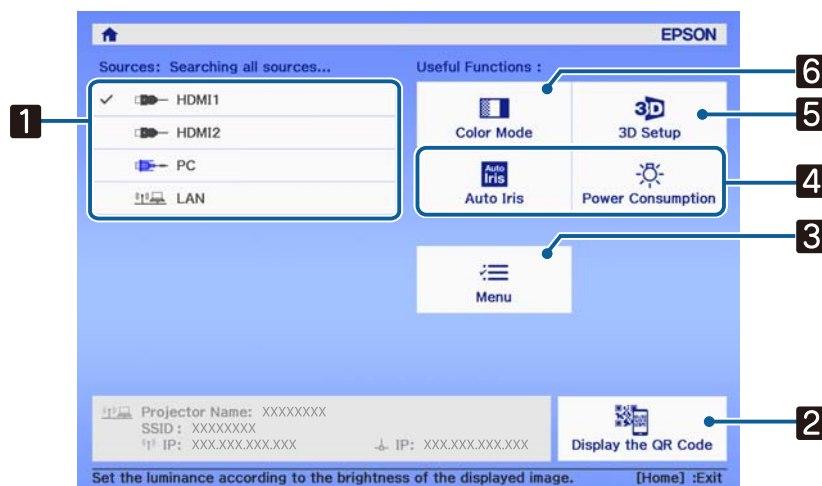 EPSON
Sources: Searching all sources...
Useful Functions :
HDMI1
HDMI2
PC
LAN
1
Color Mode
3D
3D Setup
6
5
Auto Iris
Auto Iris
Power Consumption
4
3
Menu
Projector Name: XXXXXXXX
SSID : XXXXXXXX
IP: XXX.XXX.XXX.XXX
IP: XXX.XXX.XXX.XXX
Display the QR Code
2
Set the luminance according to the brightness of the displayed image.
[Home] :Exit